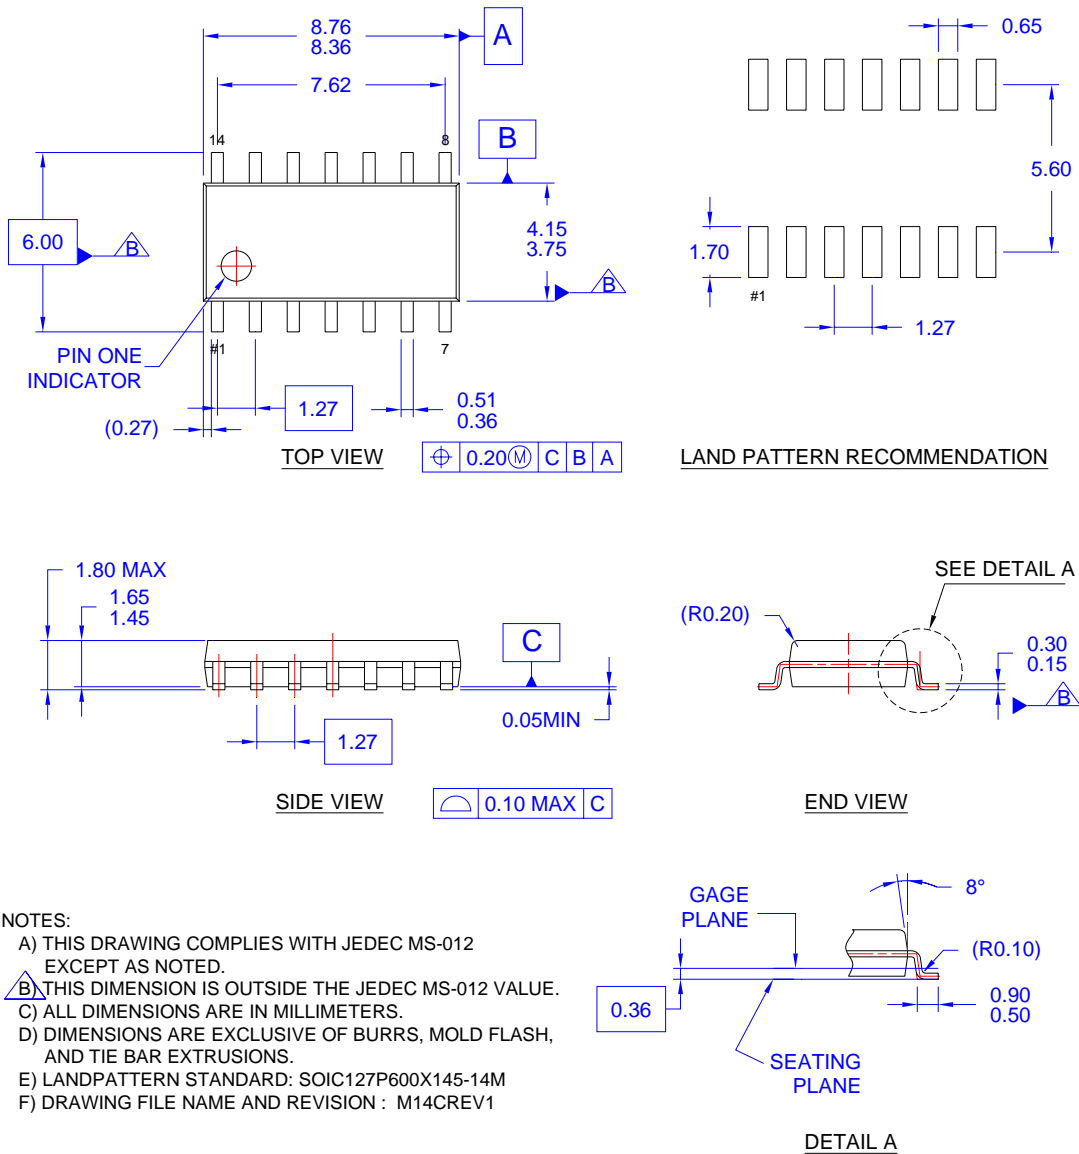 8.76
8.36
A
7.62
14
8
B
6.00
B
4.15
3.75
B
PIN ONE
INDICATOR
#1
7
1.27
0.51
0.36
(0.27)
TOP VIEW
⌖ 0.20Ⓜ C B A
0.65
5.60
1.70
#1
1.27
LAND PATTERN RECOMMENDATION
1.80 MAX
1.65
1.45
C
0.05MIN
1.27
SIDE VIEW
⌓ 0.10 MAX C
SEE DETAIL A
(R0.20)
0.30
0.15
B
END VIEW
GAGE
PLANE
8°
(R0.10)
0.36
0.90
0.50
SEATING
PLANE
DETAIL A
NOTES:
A) THIS DRAWING COMPLIES WITH JEDEC MS-012
EXCEPT AS NOTED.
B) THIS DIMENSION IS OUTSIDE THE JEDEC MS-012 VALUE.
C) ALL DIMENSIONS ARE IN MILLIMETERS.
D) DIMENSIONS ARE EXCLUSIVE OF BURRS, MOLD FLASH,
AND TIE BAR EXTRUSIONS.
E) LANDPATTERN STANDARD: SOIC127P600X145-14M
F) DRAWING FILE NAME AND REVISION : M14CREV1